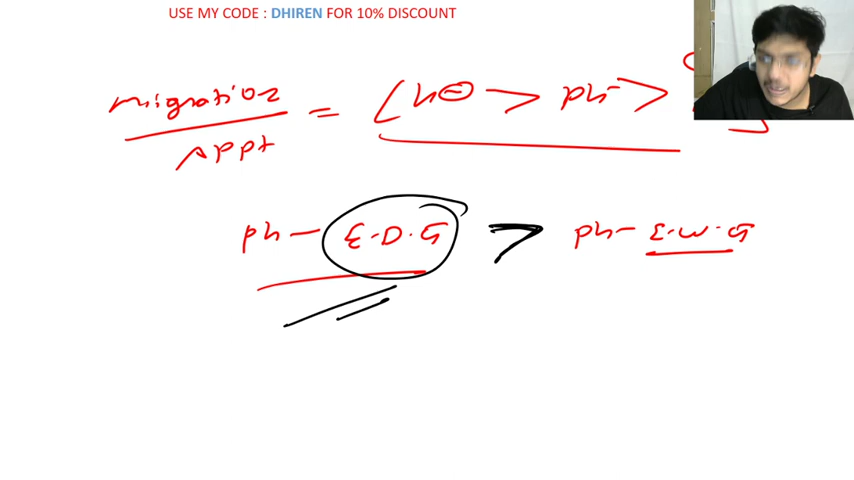 USE MY CODE : DHIREN FOR 10% DISCOUNT
migration = [H⊖ > ph- >
Appt
ph- E.D.G > ph- E.W.G